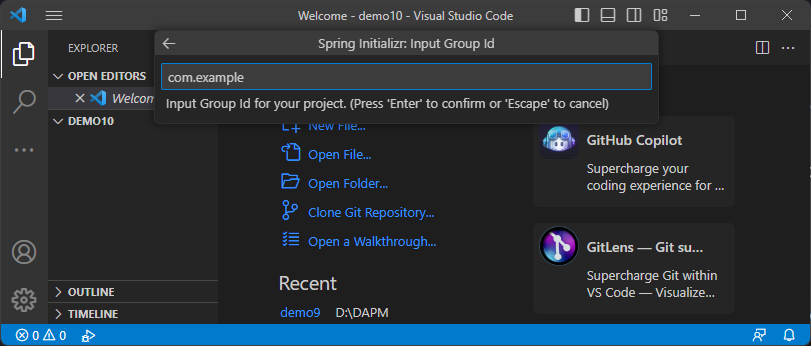 Welcome - demo10 - Visual Studio Code
EXPLORER
Spring Initializr: Input Group Id
OPEN EDITORS
com.example
Welcom
Input Group Id for your project. (Press 'Enter' to confirm or 'Escape' to cancel)
DEMO10
New File...
Open File...
Open Folder...
Clone Git Repository...
Open a Walkthrough...
GitHub Copilot
Supercharge your
coding experience for ...
GitLens — Git su...
Supercharge Git within
VS Code — Visualize...
Recent
demo9 D:\DAPM
OUTLINE
TIMELINE
0 0